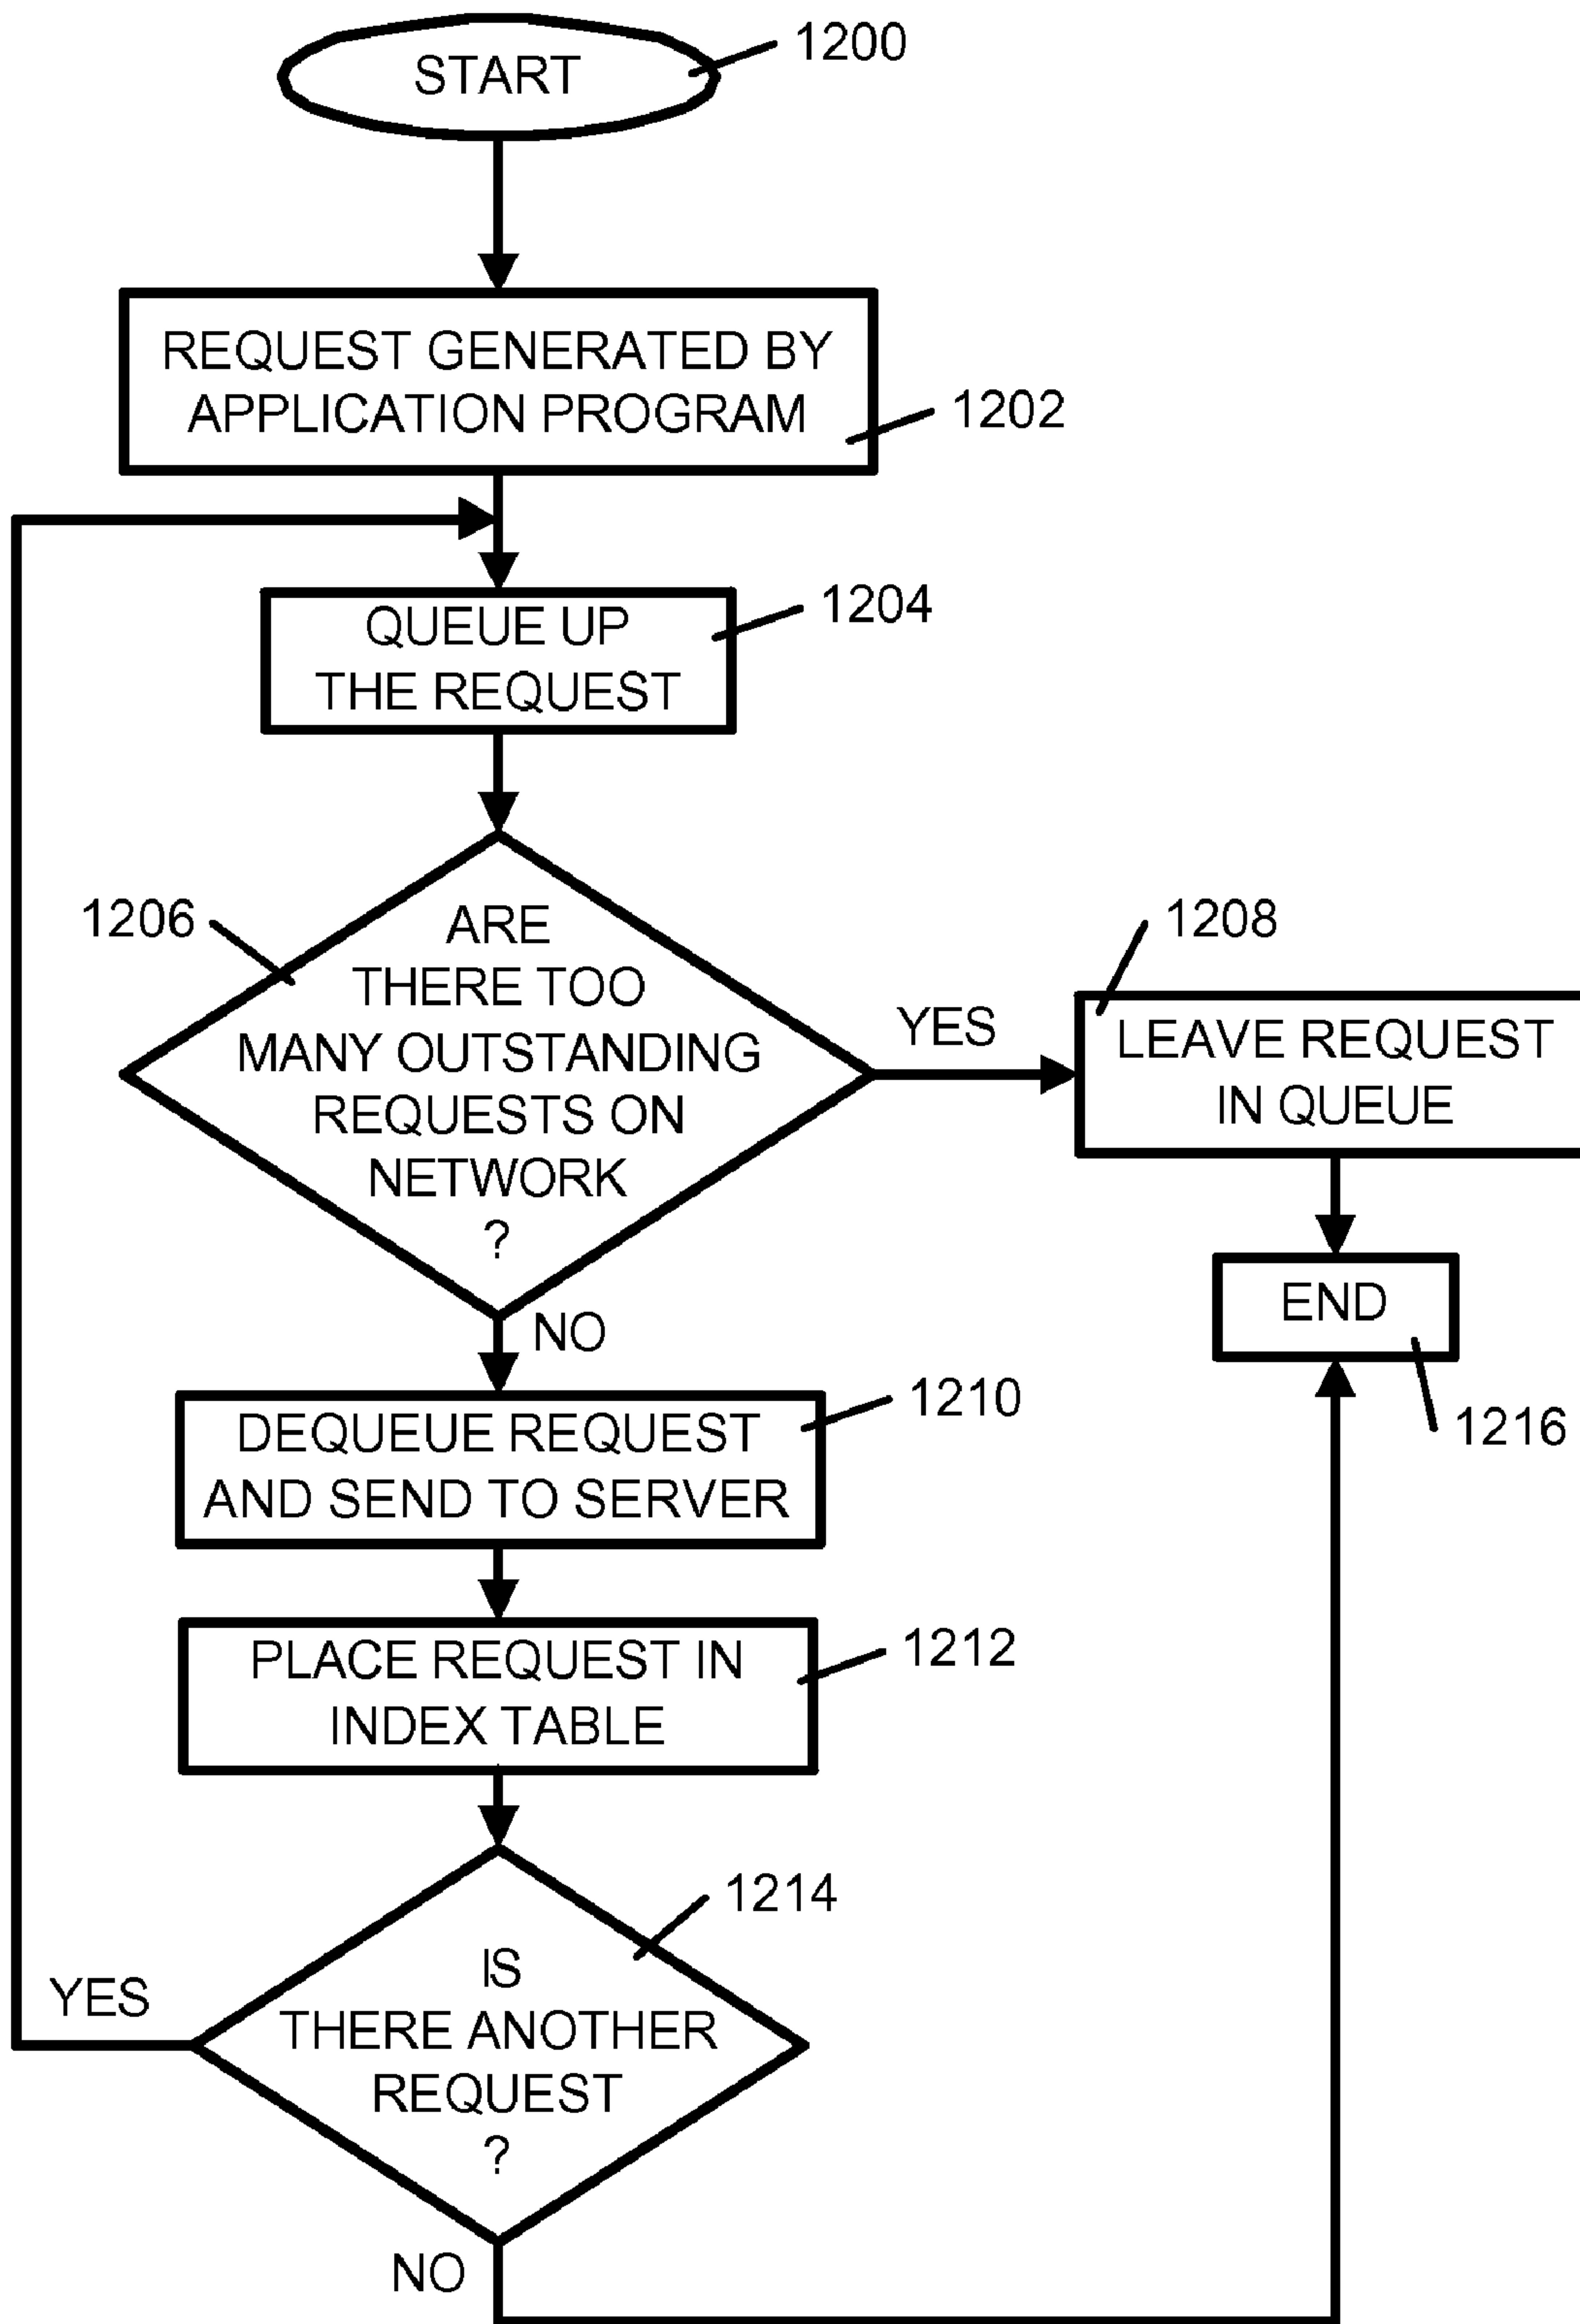 START
1200
REQUEST GENERATED BY
APPLICATION PROGRAM
1202
QUEUE UP
THE REQUEST
1204
1206
ARE
THERE TOO
MANY OUTSTANDING
REQUESTS ON
NETWORK
?
YES
1208
LEAVE REQUEST
IN QUEUE
END
1216
NO
DEQUEUE REQUEST
AND SEND TO SERVER
1210
PLACE REQUEST IN
INDEX TABLE
1212
1214
IS
THERE ANOTHER
REQUEST
?
YES
NO